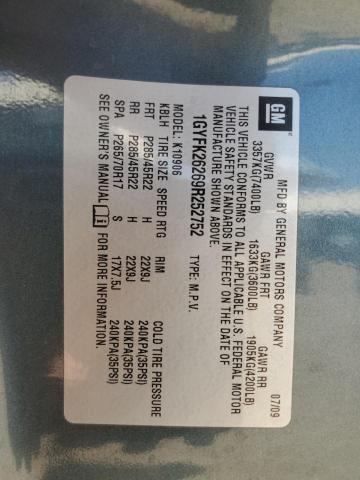 GM
MFD BY GENERAL MOTORS COMPANY 07/09
GVWR GAWR FRT GAWR RR
3357KG(7400LB) 1633KG(3600LB) 1905KG(4200LB)
THIS VEHICLE CONFORMS TO ALL APPLICABLE U.S. FEDERAL MOTOR
VEHICLE SAFETY STANDARDS IN EFFECT ON THE DATE OF
MANUFACTURE SHOWN ABOVE.
1GYFK26209R252752 TYPE: M.P.V.
MODEL: K10906
KBLH TIRE SIZE SPEED RTG RIM COLD TIRE PRESSURE
FRT P285/45R22 H 22X9J 240KPA(35PSI)
RR P285/45R22 H 22X9J 240KPA(35PSI)
SPA P265/70R17 S 17X7.5J 240KPA(35PSI)
SEE OWNER'S MANUAL i FOR MORE INFORMATION.